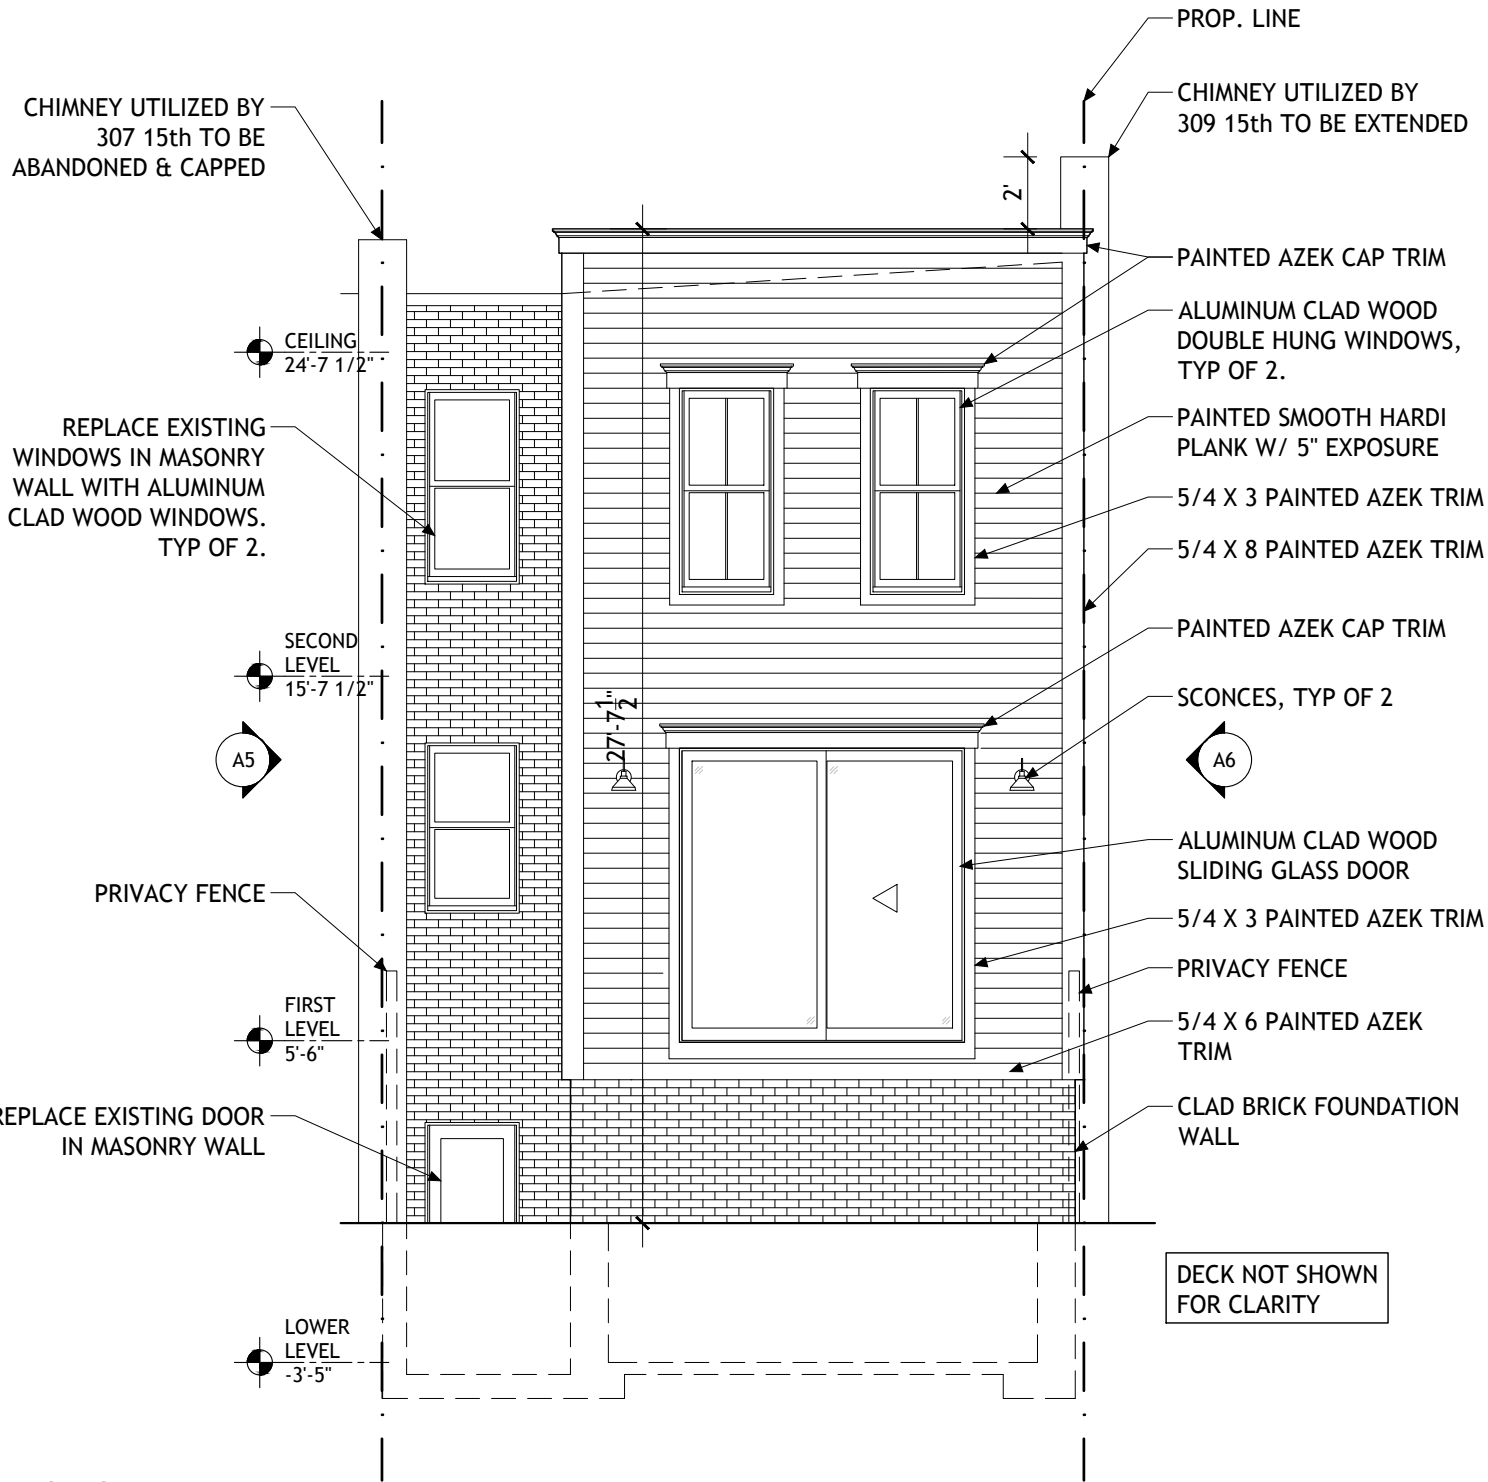 PROP. LINE
CHIMNEY UTILIZED BY
307 15th TO BE
ABANDONED & CAPPED
CHIMNEY UTILIZED BY
309 15th TO BE EXTENDED
2'
PAINTED AZEK CAP TRIM
ALUMINUM CLAD WOOD
DOUBLE HUNG WINDOWS,
TYP OF 2.
CEILING
24'-7 1/2"
REPLACE EXISTING
WINDOWS IN MASONRY
WALL WITH ALUMINUM
CLAD WOOD WINDOWS.
TYP OF 2.
PAINTED SMOOTH HARDI
PLANK W/ 5" EXPOSURE
5/4 X 3 PAINTED AZEK TRIM
5/4 X 8 PAINTED AZEK TRIM
PAINTED AZEK CAP TRIM
SECOND
LEVEL
15'-7 1/2"
SCONCES, TYP OF 2
27'-7 1/2"
A5
A6
ALUMINUM CLAD WOOD
SLIDING GLASS DOOR
PRIVACY FENCE
5/4 X 3 PAINTED AZEK TRIM
PRIVACY FENCE
FIRST
LEVEL
5'-6"
5/4 X 6 PAINTED AZEK
TRIM
REPLACE EXISTING DOOR
IN MASONRY WALL
CLAD BRICK FOUNDATION
WALL
DECK NOT SHOWN
FOR CLARITY
LOWER
LEVEL
-3'-5"